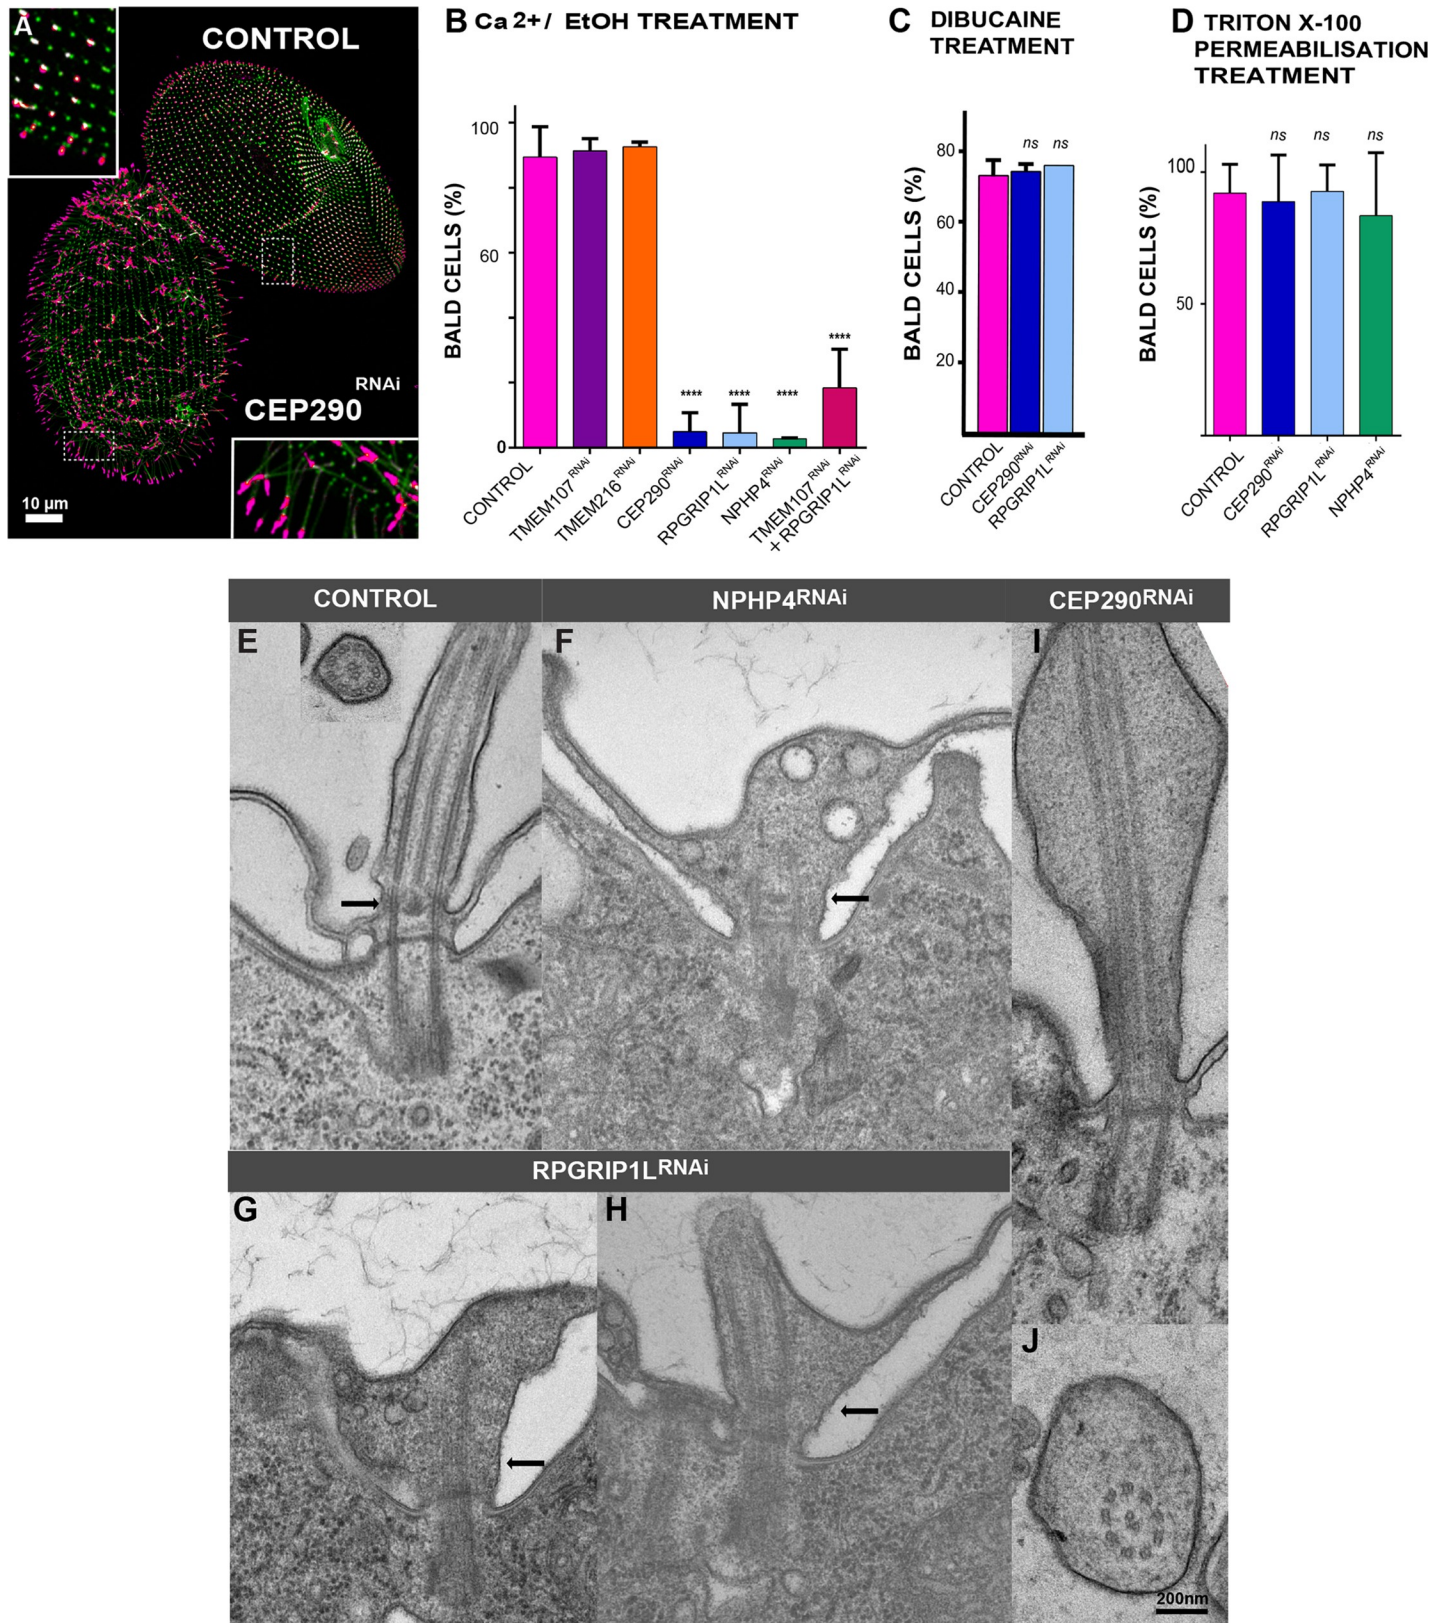 A
CONTROL
RNAi
CEP290
10 µm
B Ca 2+/ EtOH TREATMENT
BALD CELLS (%)
100
60
0
****
****
****
****
CONTROL
TMEM107RNAi
TMEM216RNAi
CEP290RNAi
RPGRIP1LRNAi
NPHP4RNAi
TMEM107RNAi
+ RPGRIP1LRNAi
C DIBUCAINE
TREATMENT
BALD CELLS (%)
80
60
40
20
ns ns
CONTROL
CEP290RNAi
RPGRIP1LRNAi
D TRITON X-100
PERMEABILISATION
TREATMENT
BALD CELLS (%)
100
50
ns ns ns
CONTROL
CEP290RNAi
RPGRIP1LRNAi
NPHP4RNAi
CONTROL
NPHP4RNAi
CEP290RNAi
E
F
I
RPGRIP1LRNAi
G
H
J
200nm